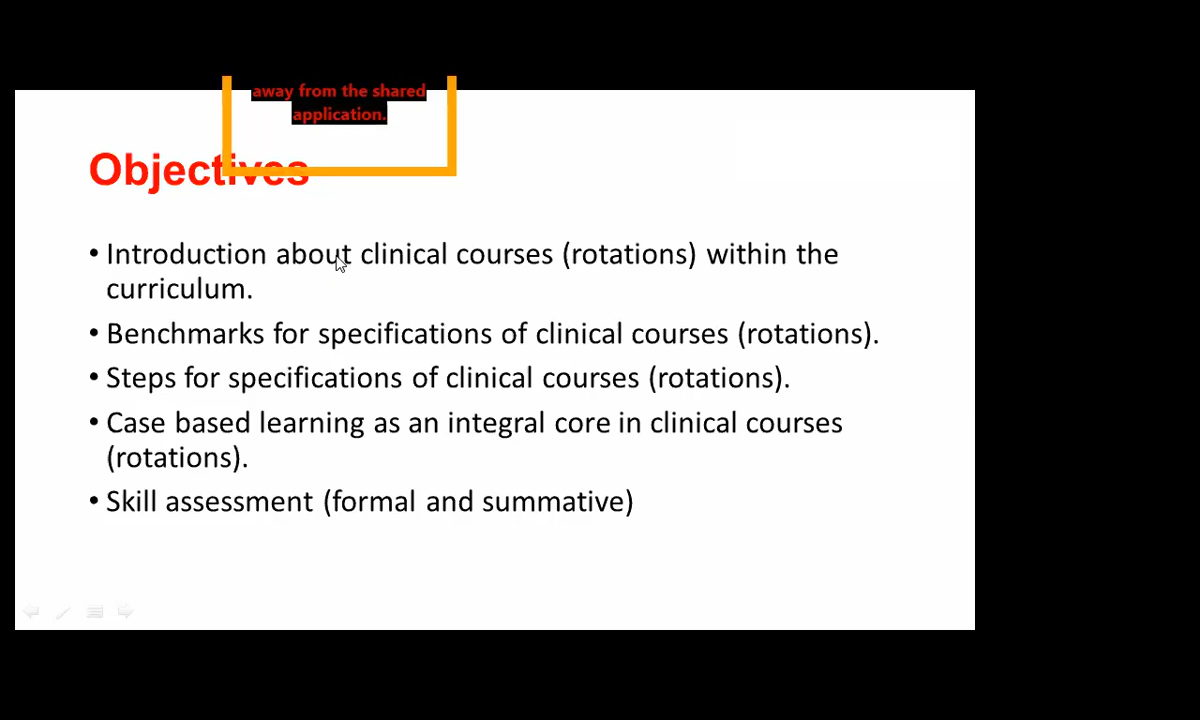 away from the shared
application.
Objectives
• Introduction about clinical courses (rotations) within the
curriculum.
• Benchmarks for specifications of clinical courses (rotations).
• Steps for specifications of clinical courses (rotations).
• Case based learning as an integral core in clinical courses
(rotations).
• Skill assessment (formal and summative)